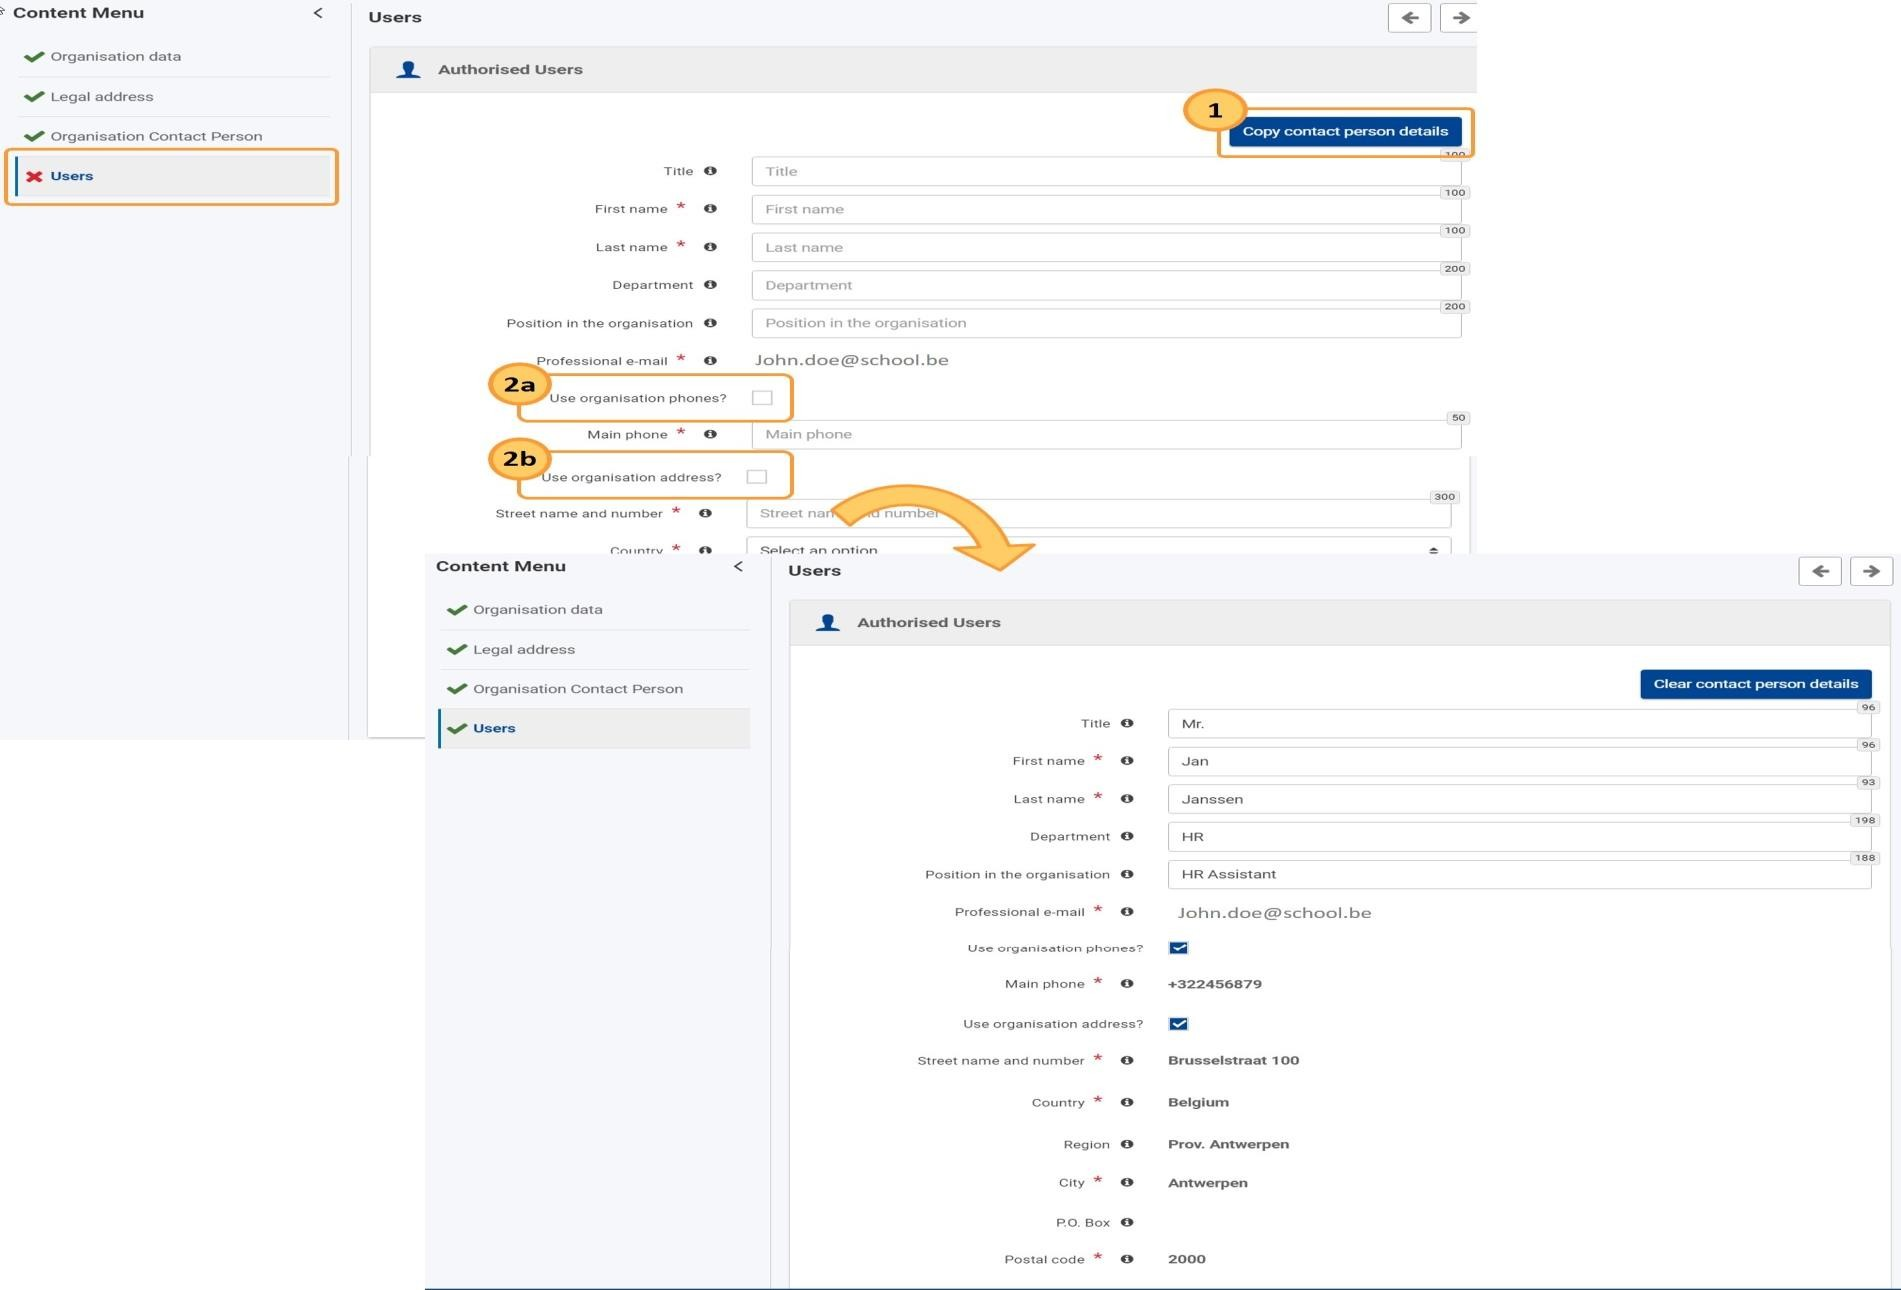 Content Menu <
Organisation data
Legal address
Organisation Contact Person
Users
Users
Authorised Users
1
Copy contact person details
100
Title
Title
100
First name *
First name
100
Last name *
Last name
200
Department
Department
200
Position in the organisation
Position in the organisation
Professional e-mail *
John.doe@school.be
2a
Use organisation phones?
50
Main phone *
Main phone
2b
Use organisation address?
300
Street name and number *
Street name and number
Country *
Select an option
Content Menu <
Organisation data
Legal address
Organisation Contact Person
Users
Users
Authorised Users
Clear contact person details
96
Title
Mr.
96
First name *
Jan
93
Last name *
Janssen
198
Department
HR
188
Position in the organisation
HR Assistant
Professional e-mail *
John.doe@school.be
Use organisation phones?
Main phone *
+322456879
Use organisation address?
Street name and number *
Brusselstraat 100
Country *
Belgium
Region
Prov. Antwerpen
City *
Antwerpen
P.O. Box
Postal code *
2000